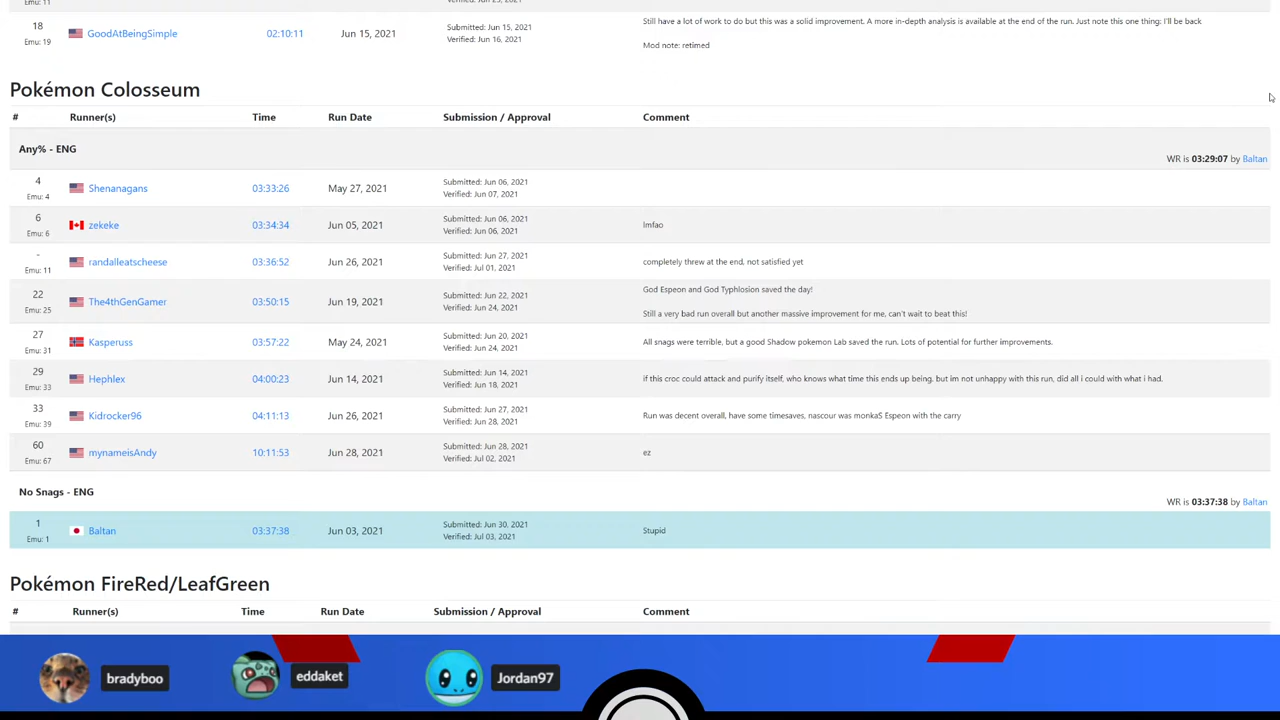 Emu: 11
18 GoodAtBeingSimple 02:10:11 Jun 15, 2021 Submitted: Jun 15, 2021 Still have a lot of work to do but this was a solid improvement. A more in-depth analysis is available at the end of the run. Just note this one thing: I'll be back
Emu: 19 Verified: Jun 16, 2021 Mod note: retimed
Pokémon Colosseum
# Runner(s) Time Run Date Submission / Approval Comment
Any% - ENG
WR is 03:29:07 by Baltan
4 Shenanagans 03:33:26 May 27, 2021 Submitted: Jun 06, 2021
Emu: 4 Verified: Jun 07, 2021
6 zekeke 03:34:34 Jun 05, 2021 Submitted: Jun 06, 2021 lmfao
Emu: 6 Verified: Jun 06, 2021
- randalleatscheese 03:36:52 Jun 26, 2021 Submitted: Jun 27, 2021 completely threw at the end, not satisfied yet
Emu: 11 Verified: Jul 01, 2021
22 The4thGenGamer 03:50:15 Jun 19, 2021 Submitted: Jun 22, 2021 God Espeon and God Typhlosion saved the day!
Emu: 25 Verified: Jun 24, 2021 Still a very bad run overall but another massive improvement for me, can't wait to beat this!
27 Kasperuss 03:57:22 May 24, 2021 Submitted: Jun 20, 2021 All snags were terrible, but a good Shadow pokemon Lab saved the run. Lots of potential for further improvements.
Emu: 31 Verified: Jun 24, 2021
29 Hephlex 04:00:23 Jun 14, 2021 Submitted: Jun 14, 2021 if this croc could attack and purify itself, who knows what time this ends up being. but im not unhappy with this run, did all i could with what i had.
Emu: 33 Verified: Jun 18, 2021
33 Kidrocker96 04:11:13 Jun 26, 2021 Submitted: Jun 27, 2021 Run was decent overall, have some timesaves, nascour was monkaS Espeon with the carry
Emu: 39 Verified: Jun 28, 2021
60 mynameisAndy 10:11:53 Jun 28, 2021 Submitted: Jun 28, 2021 ez
Emu: 67 Verified: Jul 02, 2021
No Snags - ENG
WR is 03:37:38 by Baltan
1 Baltan 03:37:38 Jun 03, 2021 Submitted: Jun 30, 2021 Stupid
Emu: 1 Verified: Jul 03, 2021
Pokémon FireRed/LeafGreen
# Runner(s) Time Run Date Submission / Approval Comment
bradyboo eddaket Jordan97